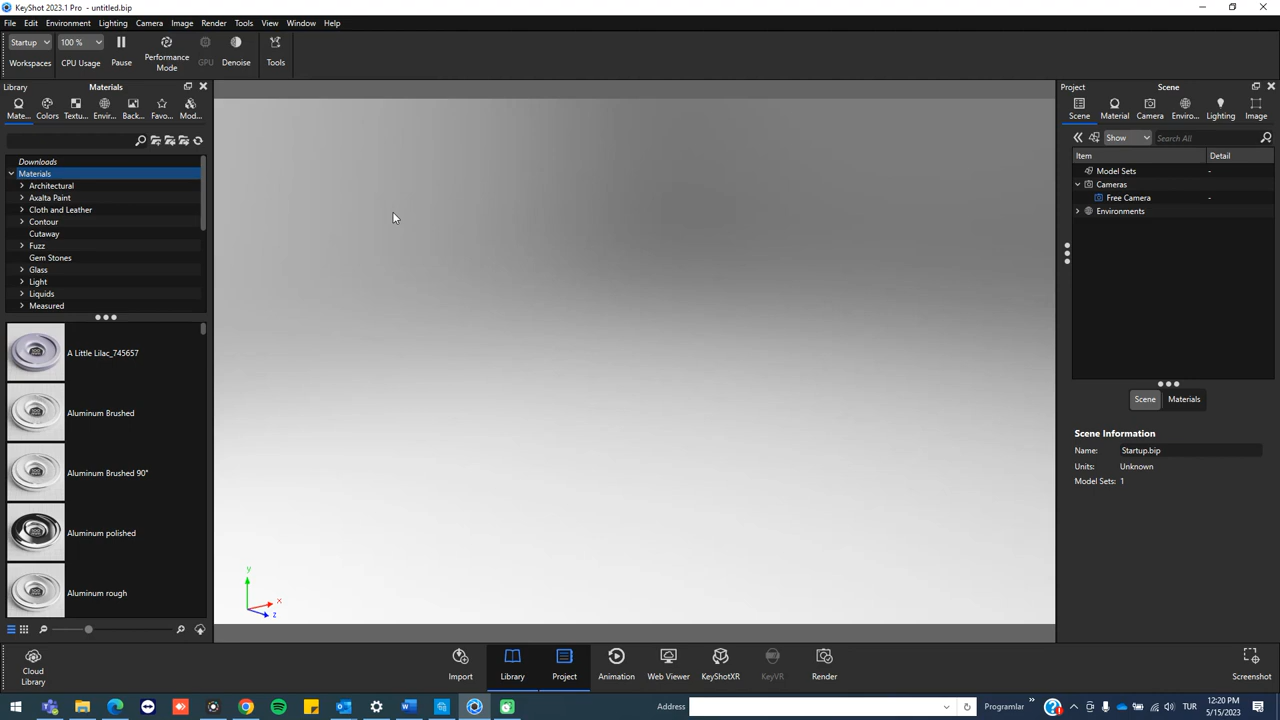 KeyShot 2023.1 Pro - untitled.bip
File Edit Environment Lighting Camera Image Render Tools View Window Help
Startup 100 %
Workspaces CPU Usage Pause Performance Mode GPU Denoise Tools
Library Materials
Mate... Colors Textu... Envir... Back... Favo... Mod...
Downloads
Materials
Architectural
Axalta Paint
Cloth and Leather
Contour
Cutaway
Fuzz
Gem Stones
Glass
Light
Liquids
Measured
A Little Lilac_745657
Aluminum Brushed
Aluminum Brushed 90°
Aluminum polished
Aluminum rough
y
x
z
Project Scene
Scene Material Camera Enviro... Lighting Image
Show Search All
Item Detail
Model Sets -
Cameras
Free Camera -
Environments
Scene Materials
Scene Information
Name: Startup.bip
Units: Unknown
Model Sets: 1
Cloud Library
Import Library Project Animation Web Viewer KeyShotXR KeyVR Render
Screenshot
Address
Programlar
TUR
12:20 PM
5/15/2023